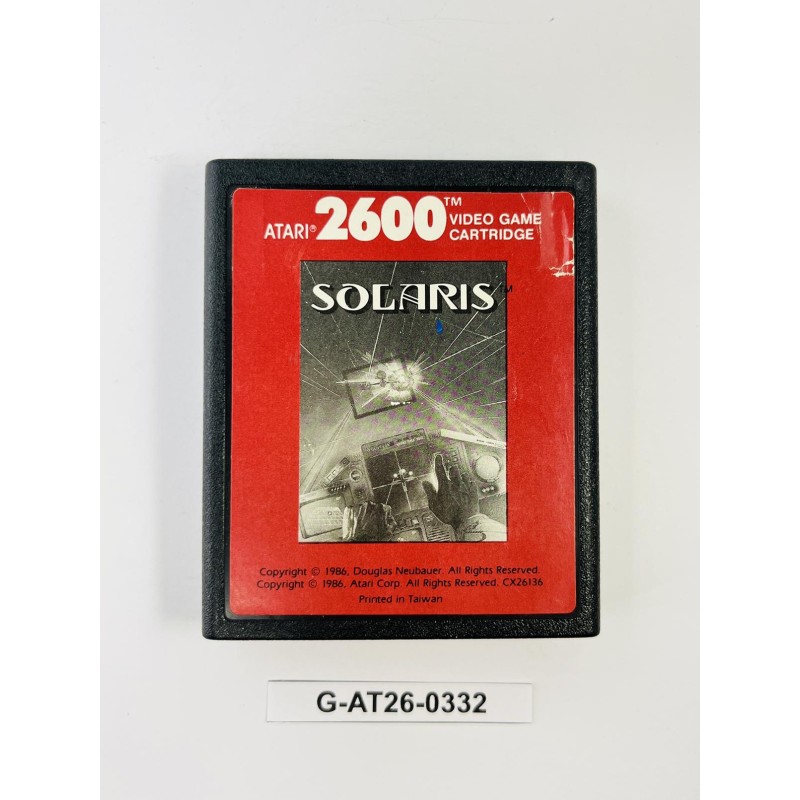 ATARI® 2600™ VIDEO GAME CARTRIDGE
SOLARIS™
Copyright © 1986, Douglas Neubauer. All Rights Reserved.
Copyright © 1986, Atari Corp. All Rights Reserved. CX26136
Printed in Taiwan
G-AT26-0332